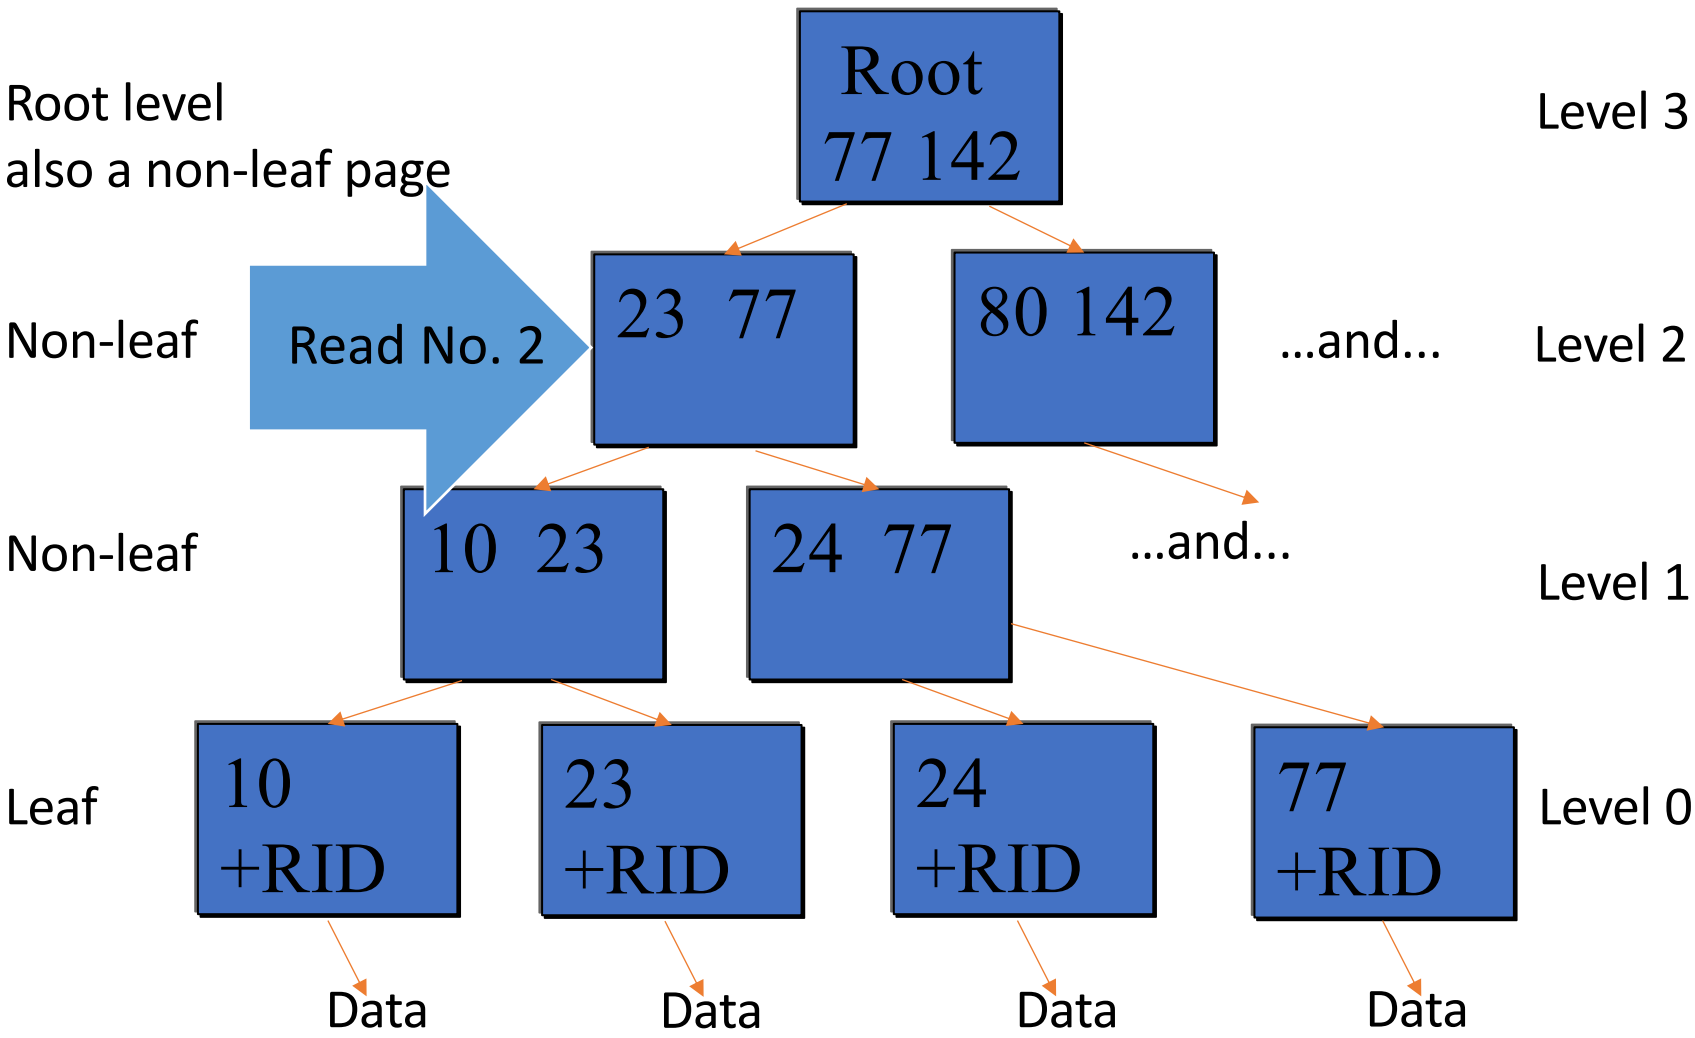 Root
77 142
Root level
also a non-leaf page
Level 3
Non-leaf
Read No. 2
23 77
80 142
...and...
Level 2
Non-leaf
10 23
24 77
...and...
Level 1
Leaf
10
+RID
23
+RID
24
+RID
77
+RID
Level 0
Data
Data
Data
Data